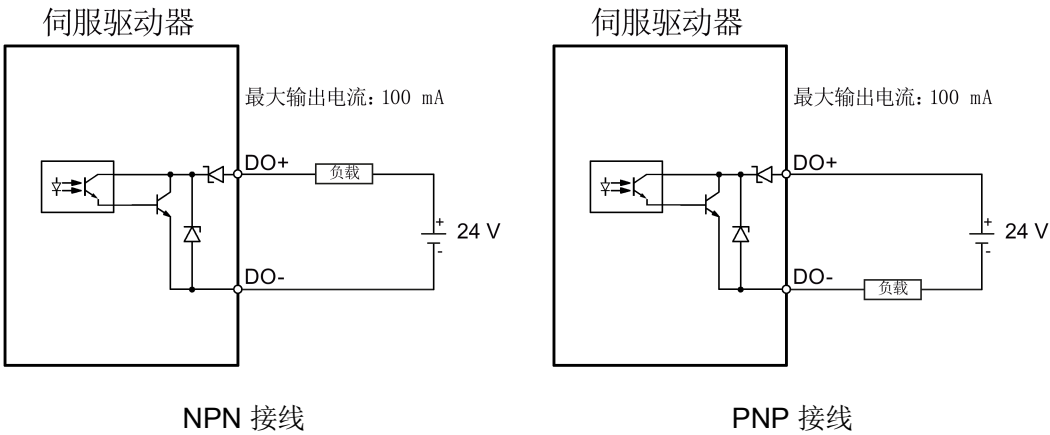 伺服驱动器
最大输出电流：100 mA
DO+
负载
+
24 V
-
DO-
NPN 接线
伺服驱动器
最大输出电流：100 mA
DO+
+
24 V
-
DO-
负载
PNP 接线